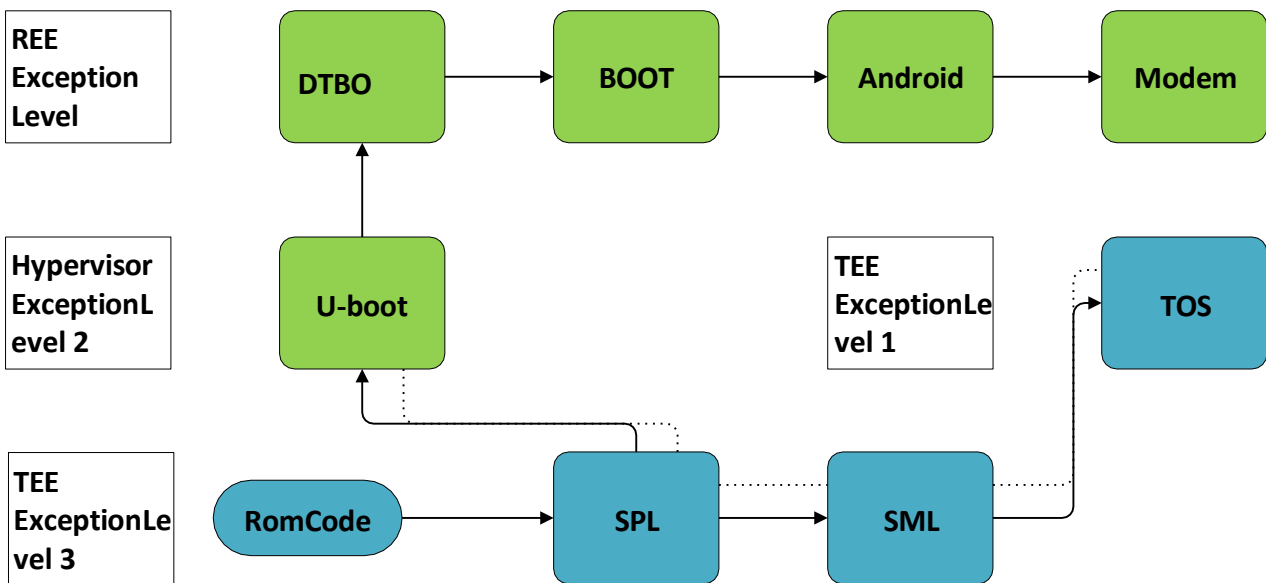 REE
Exception
Level
DTBO
BOOT
Android
Modem
Hypervisor
ExceptionL
evel 2
U-boot
TEE
ExceptionLe
vel 1
TOS
TEE
ExceptionLe
vel 3
RomCode
SPL
SML